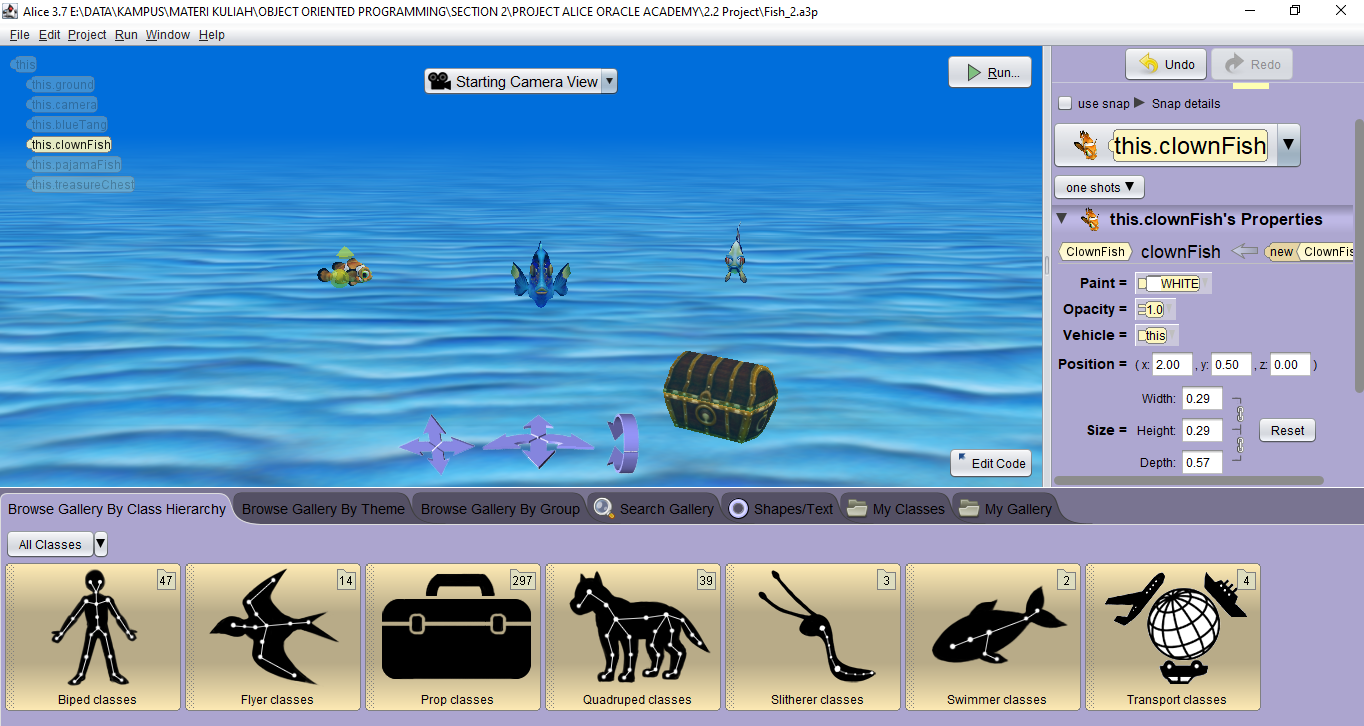 Alice 3.7 E:\DATA\KAMPUS\MATERI KULIAH\OBJECT ORIENTED PROGRAMMING\SECTION 2\PROJECT ALICE ORACLE ACADEMY\2.2 Project\Fish_2.a3p
File Edit Project Run Window Help
this
this.ground
this.camera
this.blueTang
this.clownFish
this.pajamaFish
this.treasureChest
Starting Camera View
Run...
Edit Code
Undo Redo
use snap Snap details
this.clownFish
one shots
this.clownFish's Properties
ClownFish clownFish new ClownFis
Paint = WHITE
Opacity = 1.0
Vehicle = this
Position = ( x: 2.00 , y: 0.50 , z: 0.00 )
Width: 0.29
Size = Height: 0.29 Reset
Depth: 0.57
Browse Gallery By Class Hierarchy Browse Gallery By Theme Browse Gallery By Group Search Gallery Shapes/Text My Classes My Gallery
All Classes
47 14 297 39 3 2 4
Biped classes Flyer classes Prop classes Quadruped classes Slitherer classes Swimmer classes Transport classes